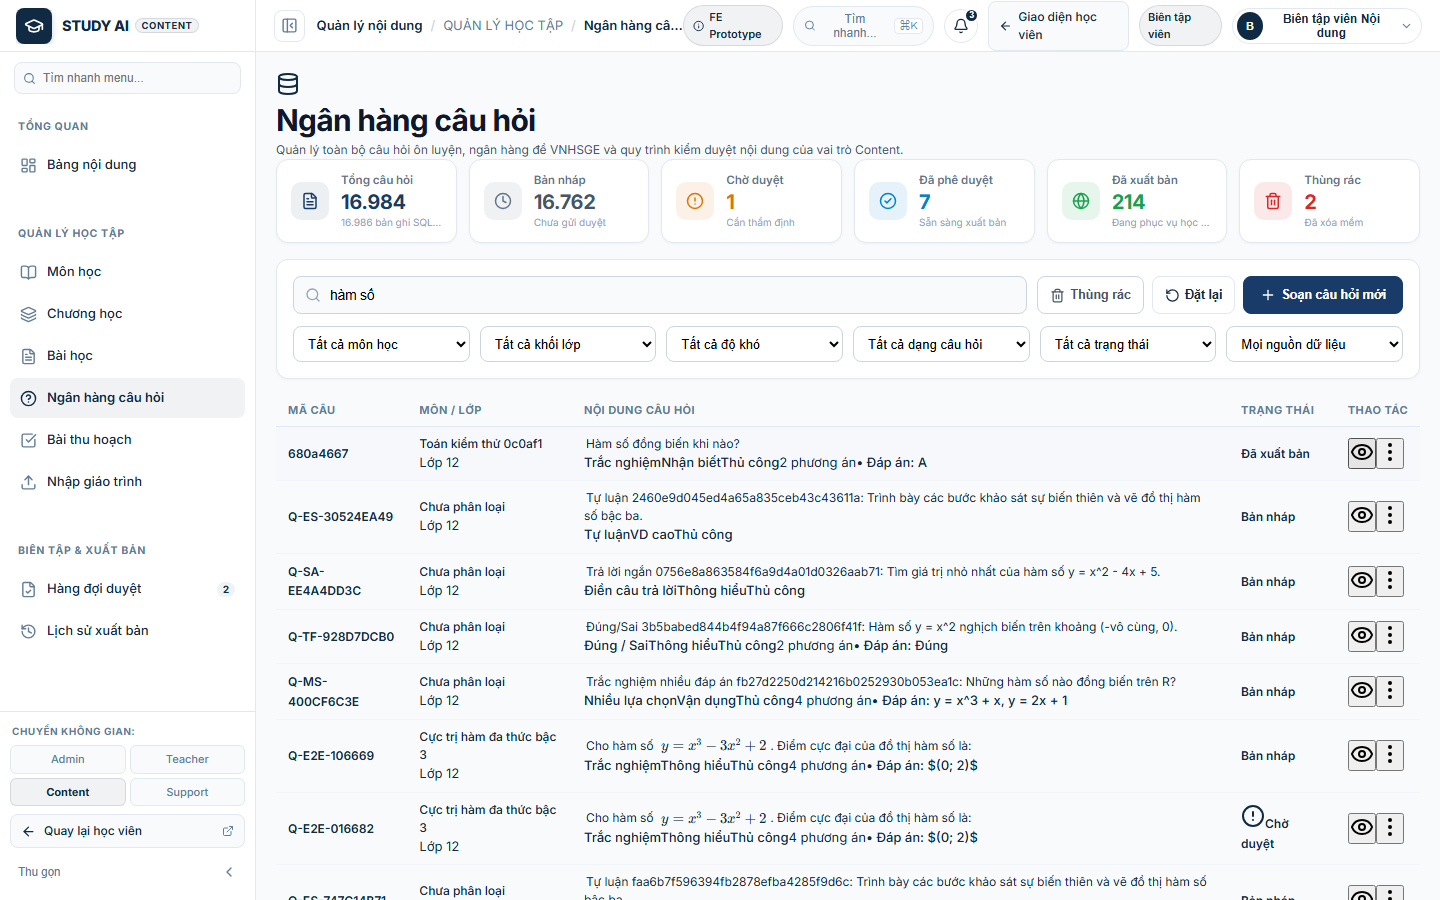 STUDY AI CONTENT
Tìm nhanh menu...
TỔNG QUAN
Bảng nội dung
QUẢN LÝ HỌC TẬP
Môn học
Chương học
Bài học
Ngân hàng câu hỏi
Bài thu hoạch
Nhập giáo trình
BIÊN TẬP & XUẤT BẢN
Hàng đợi duyệt 2
Lịch sử xuất bản
CHUYỂN KHÔNG GIAN:
Admin Teacher
Content Support
Quay lại học viên
Thu gọn
Quản lý nội dung / QUẢN LÝ HỌC TẬP / Ngân hàng câ...
FE Prototype
Tìm nhanh... ⌘K
3
Giao diện học viên
Biên tập viên
B Biên tập viên Nội dung
Ngân hàng câu hỏi
Quản lý toàn bộ câu hỏi ôn luyện, ngân hàng đề VNHSGE và quy trình kiểm duyệt nội dung của vai trò Content.
Tổng câu hỏi
16.984
16.986 bản ghi SQL...
Bản nháp
16.762
Chưa gửi duyệt
Chờ duyệt
1
Cần thẩm định
Đã phê duyệt
7
Sẵn sàng xuất bản
Đã xuất bản
214
Đang phục vụ học ...
Thùng rác
2
Đã xóa mềm
hàm số
Thùng rác
Đặt lại
Soạn câu hỏi mới
Tất cả môn học
Tất cả khối lớp
Tất cả độ khó
Tất cả dạng câu hỏi
Tất cả trạng thái
Mọi nguồn dữ liệu
MÃ CÂU MÔN / LỚP NỘI DUNG CÂU HỎI TRẠNG THÁI THAO TÁC
680a4667
Toán kiểm thử 0c0af1
Lớp 12
Hàm số đồng biến khi nào?
Trắc nghiệmNhận biếtThủ công2 phương án• Đáp án: A
Đã xuất bản
Q-ES-30524EA49
Chưa phân loại
Lớp 12
Tự luận 2460e9d045ed4a65a835ceb43c43611a: Trình bày các bước khảo sát sự biến thiên và vẽ đồ thị hàm
số bậc ba.
Tự luậnVD caoThủ công
Bản nháp
Q-SA-
EE4A4DD3C
Chưa phân loại
Lớp 12
Trả lời ngắn 0756e8a863584f6a9d4a01d0326aab71: Tìm giá trị nhỏ nhất của hàm số y = x^2 - 4x + 5.
Điền câu trả lờiThông hiểuThủ công
Bản nháp
Q-TF-928D7DCB0
Chưa phân loại
Lớp 12
Đúng/Sai 3b5babed844b4f94a87f666c2806f41f: Hàm số y = x^2 nghịch biến trên khoảng (-vô cùng, 0).
Đúng / SaiThông hiểuThủ công2 phương án• Đáp án: Đúng
Bản nháp
Q-MS-
400CF6C3E
Chưa phân loại
Lớp 12
Trắc nghiệm nhiều đáp án fb27d2250d214216b0252930b053ea1c: Những hàm số nào đồng biến trên R?
Nhiều lựa chọnVận dụngThủ công4 phương án• Đáp án: y = x^3 + x, y = 2x + 1
Bản nháp
Q-E2E-106669
Cực trị hàm đa thức bậc
3
Lớp 12
Cho hàm số y = x³ − 3x² + 2 . Điểm cực đại của đồ thị hàm số là:
Trắc nghiệmThông hiểuThủ công4 phương án• Đáp án: $(0; 2)$
Bản nháp
Q-E2E-016682
Cực trị hàm đa thức bậc
3
Lớp 12
Cho hàm số y = x³ − 3x² + 2 . Điểm cực đại của đồ thị hàm số là:
Trắc nghiệmThông hiểuThủ công4 phương án• Đáp án: $(0; 2)$
Chờ
duyệt
Chưa phân loại
Tự luận faa6b7f596394fb2878efba4285f9d6c: Trình bày các bước khảo sát sự biến thiên và vẽ đồ thị hàm số